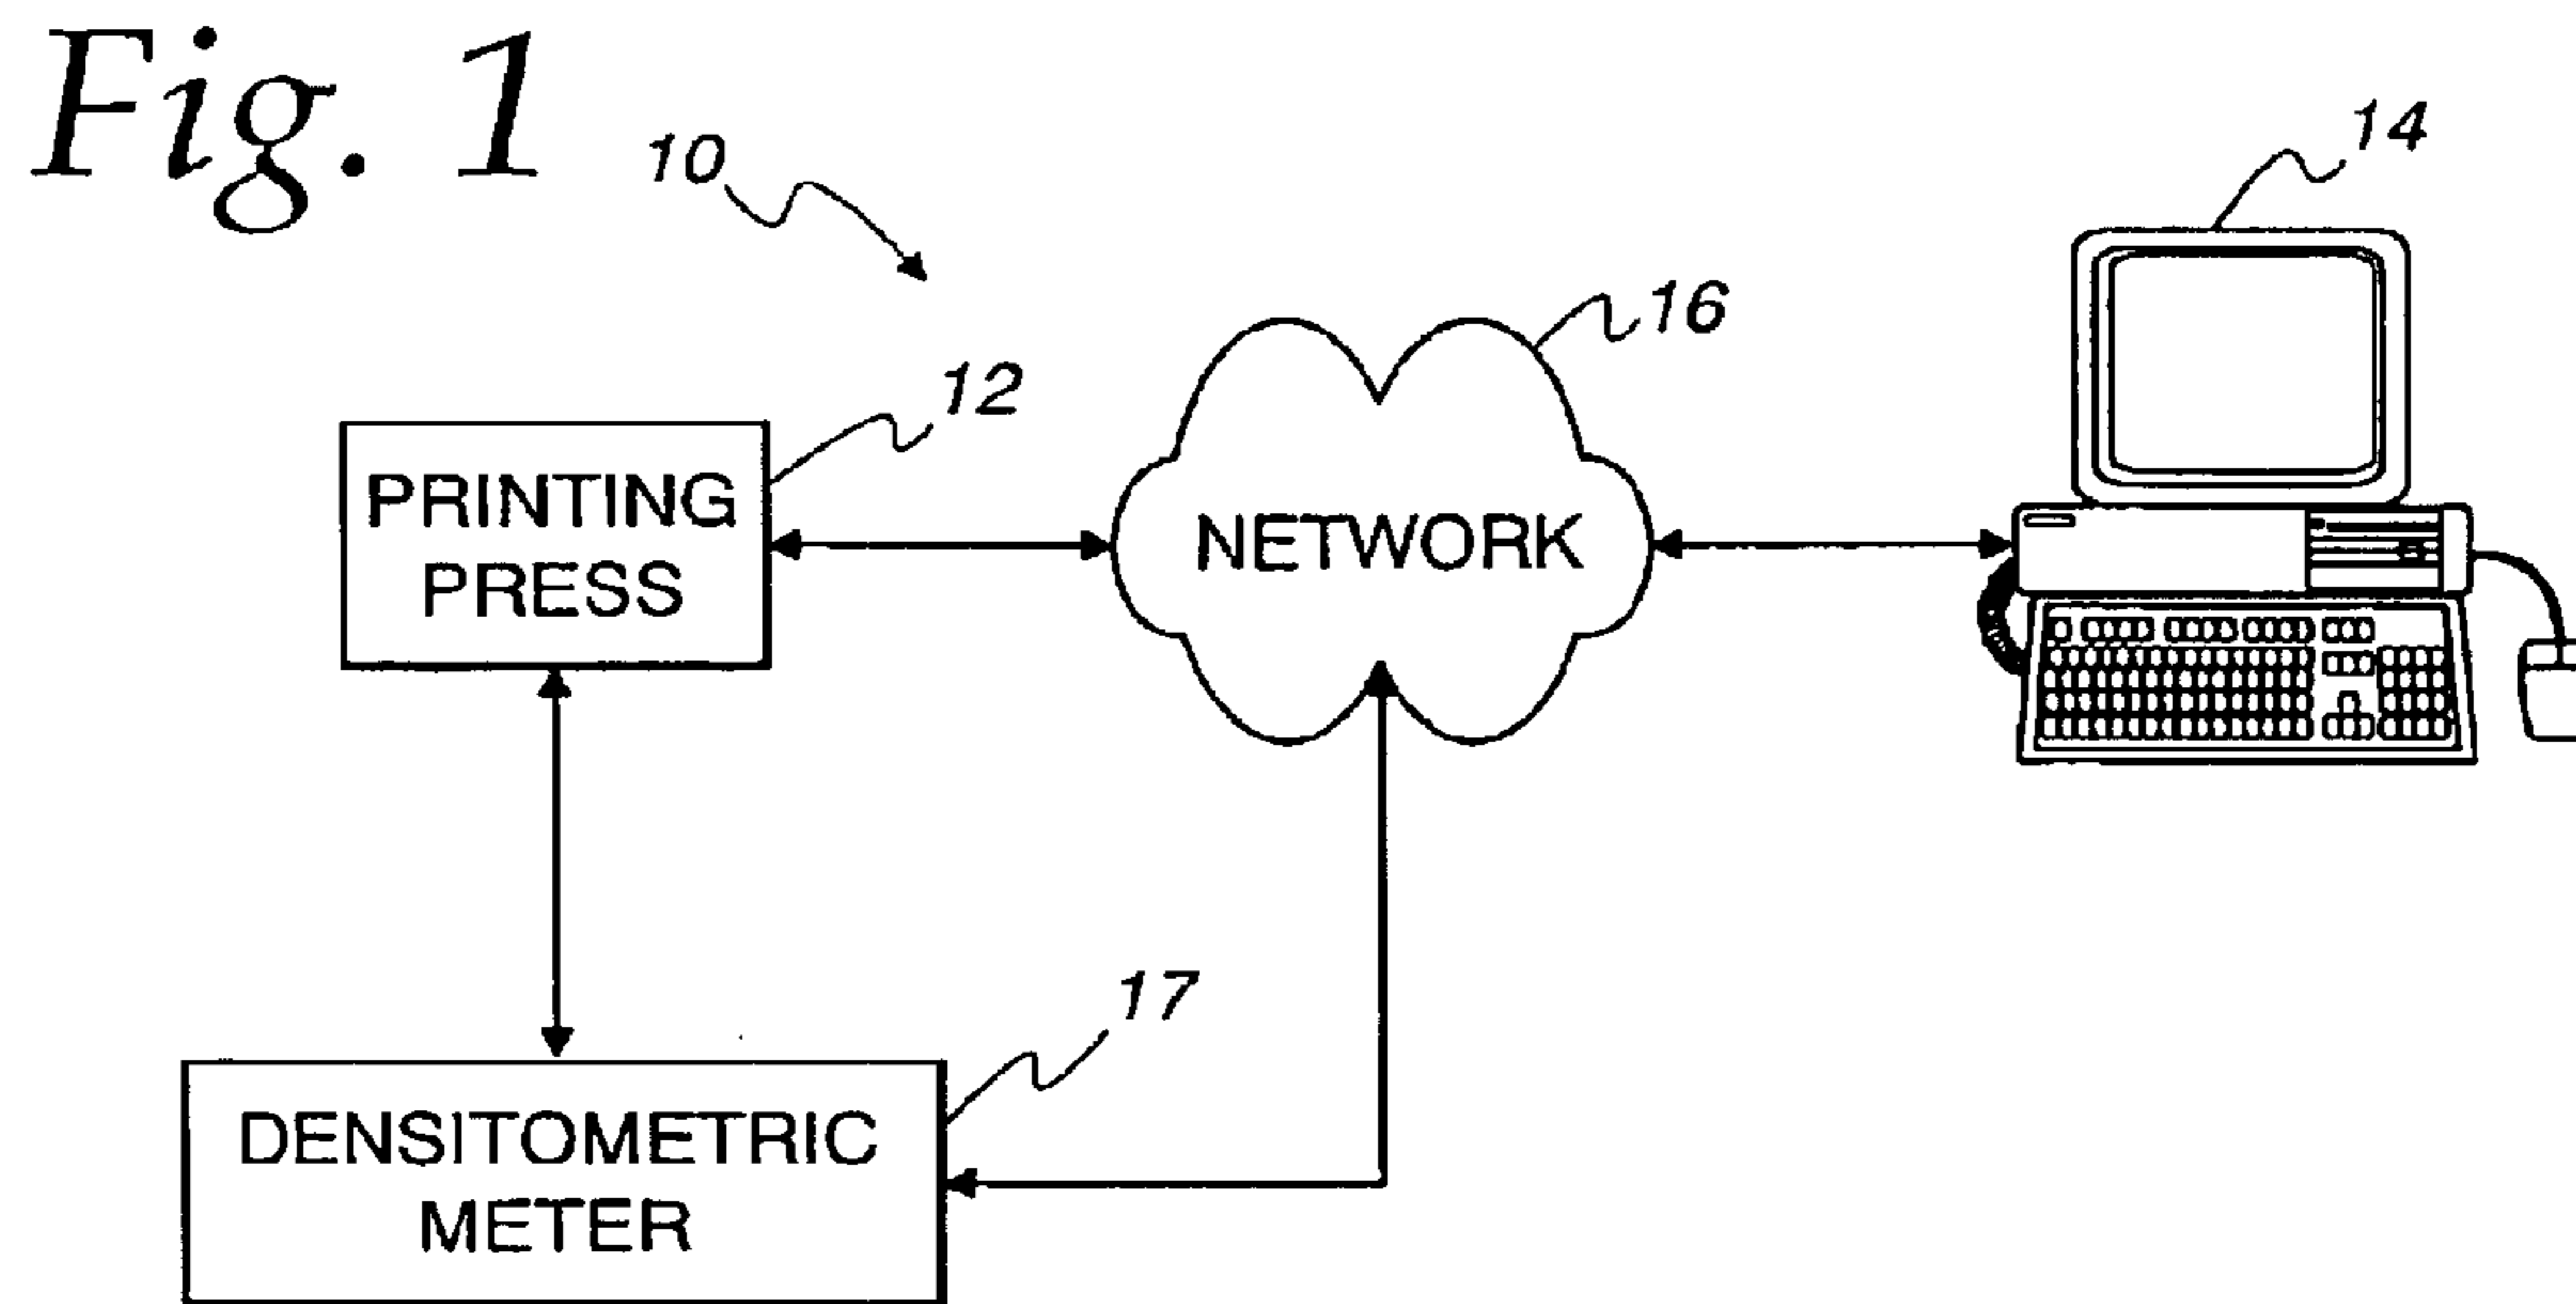 Fig. 1
10
14
16
12
PRINTING
PRESS
NETWORK
17
DENSITOMETRIC
METER